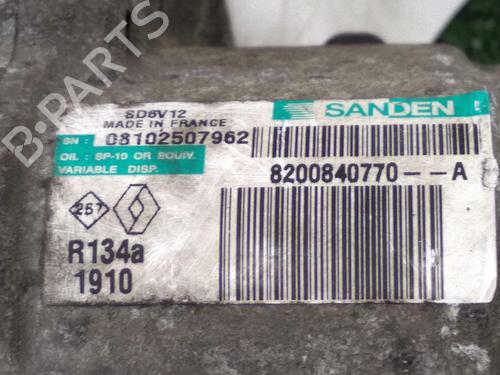 B-PARTS
SD6V12
MADE IN FRANCE
SN : 08102507962
OIL : SP-10 OR EQUIV.
VARIABLE DISP.
SANDEN
8200840770--A
257
R134a
1910